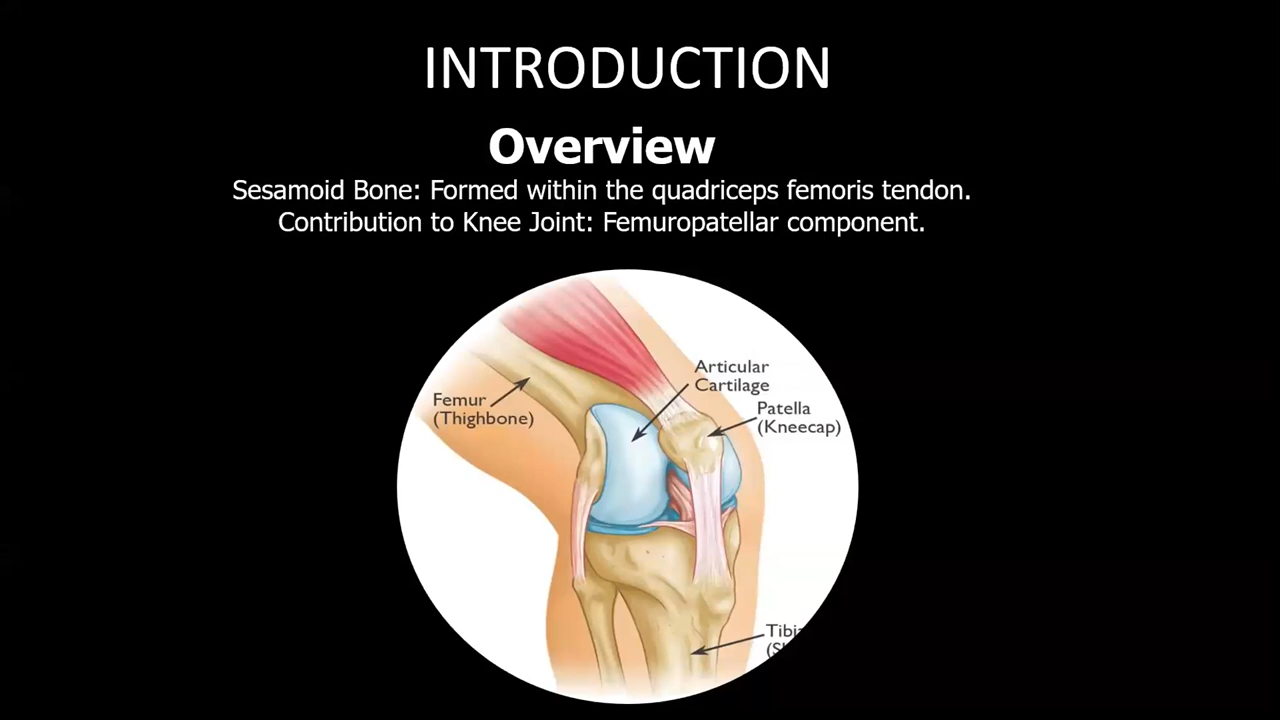 INTRODUCTION
Overview
Sesamoid Bone: Formed within the quadriceps femoris tendon.
Contribution to Knee Joint: Femuropatellar component.
Articular
Cartilage
Femur
(Thighbone)
Patella
(Kneecap)